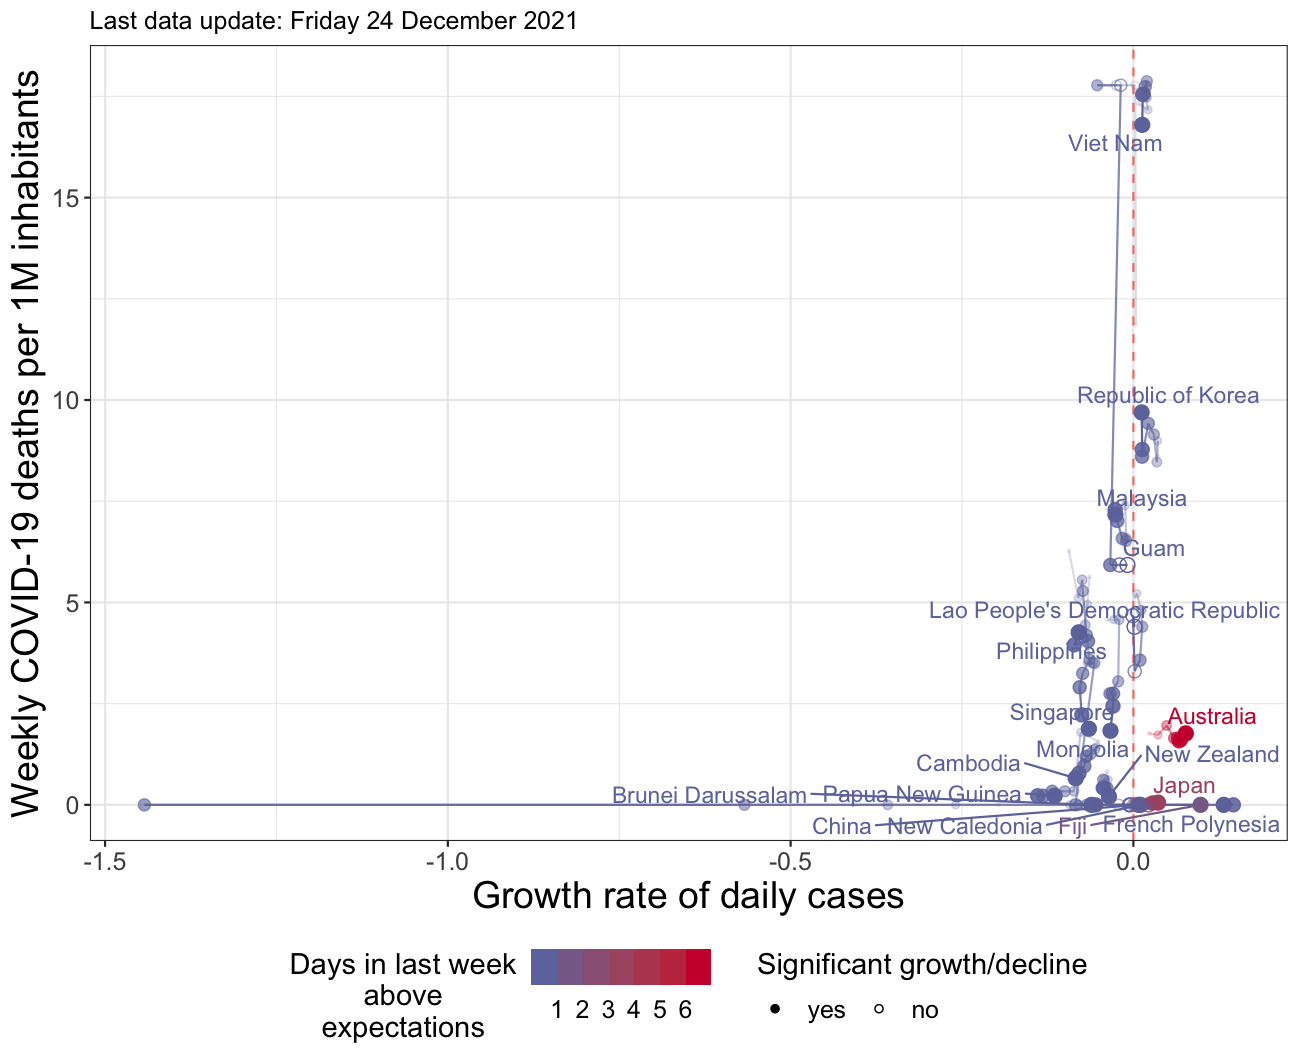 Last data update: Friday 24 December 2021
Weekly COVID-19 deaths per 1M inhabitants
15
10
5
0
Viet Nam
Republic of Korea
Malaysia
Guam
Lao People's Democratic Republic
Philippines
Singapore
Australia
Mongolia
New Zealand
Cambodia
Japan
Brunei Darussalam
Papua New Guinea
China
New Caledonia
Fiji
French Polynesia
-1.5 -1.0 -0.5 0.0
Growth rate of daily cases
Days in last week
above
expectations
1 2 3 4 5 6
Significant growth/decline
yes no